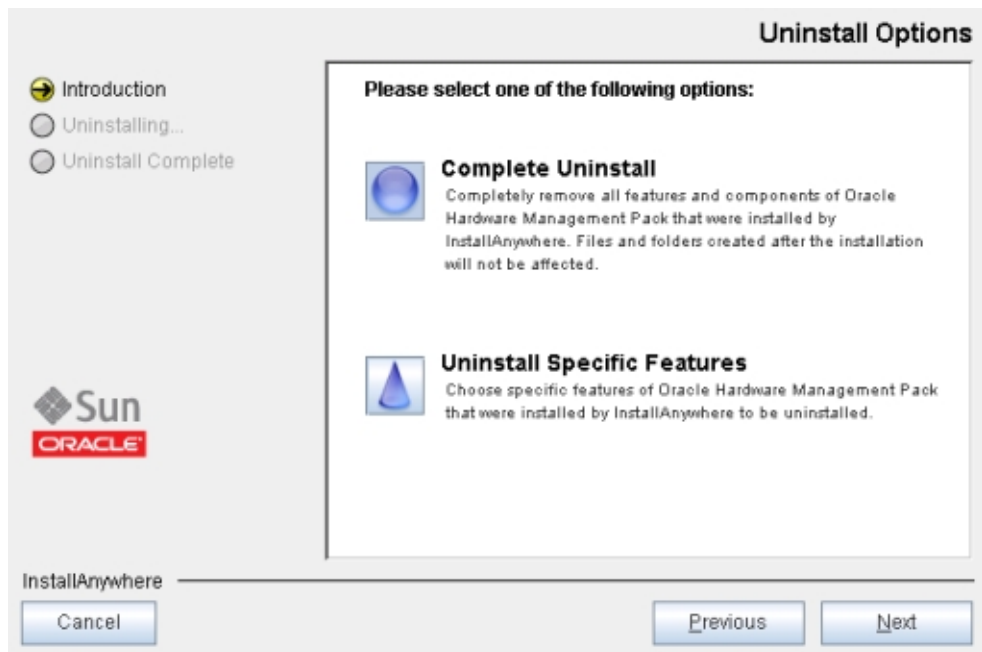 Uninstall Options
Introduction
Uninstalling...
Uninstall Complete
Please select one of the following options:
Complete Uninstall
Completely remove all features and components of Oracle
Hardware Management Pack that were installed by
InstallAnywhere. Files and folders created after the installation
will not be affected.
Uninstall Specific Features
Choose specific features of Oracle Hardware Management Pack
that were installed by InstallAnywhere to be uninstalled.
Sun
ORACLE
InstallAnywhere
Cancel
Previous
Next